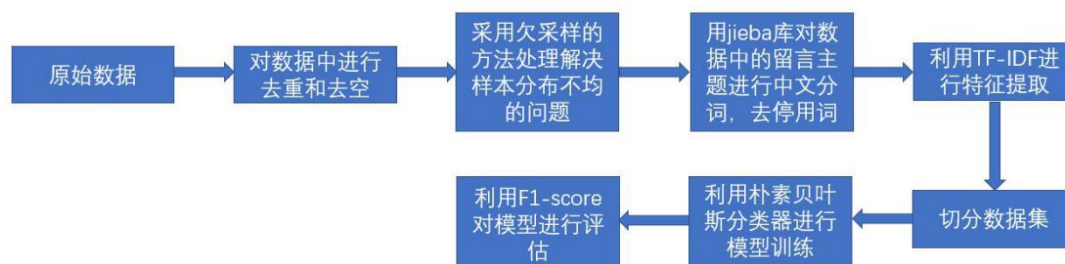 原始数据
对数据中进行
去重和去空
采用欠采样的
方法处理解决
样本分布不均
的问题
用jieba库对数
据中的留言主
题进行中文分
词，去停用词
利用TF-IDF进
行特征提取
切分数据集
利用朴素贝叶
斯分类器进行
模型训练
利用F1-score
对模型进行评
估